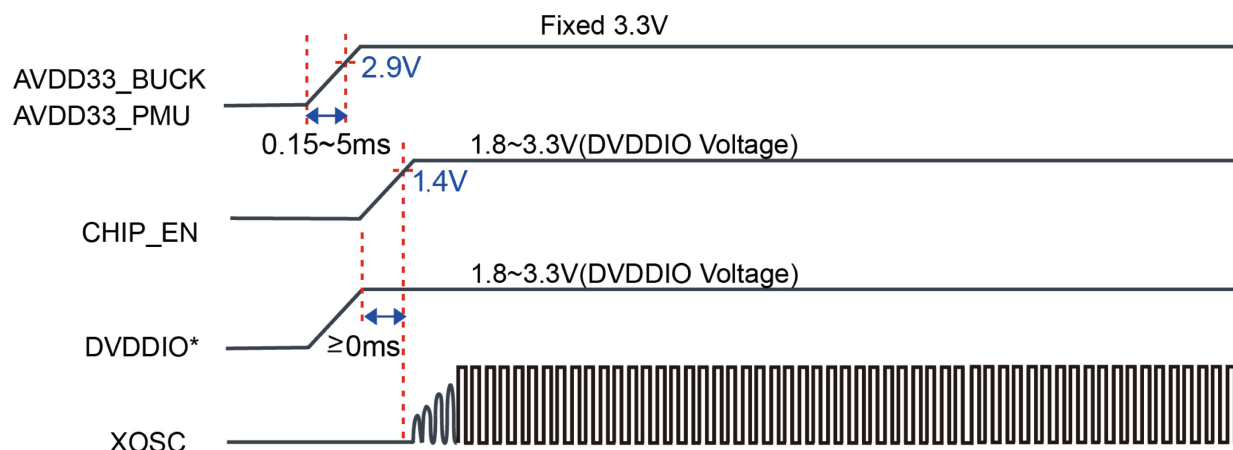 Fixed 3.3V
AVDD33_BUCK
2.9V
AVDD33_PMU
0.15~5ms
1.8~3.3V(DVDDIO Voltage)
1.4V
CHIP_EN
1.8~3.3V(DVDDIO Voltage)
DVDDIO*
≥0ms
XOSC